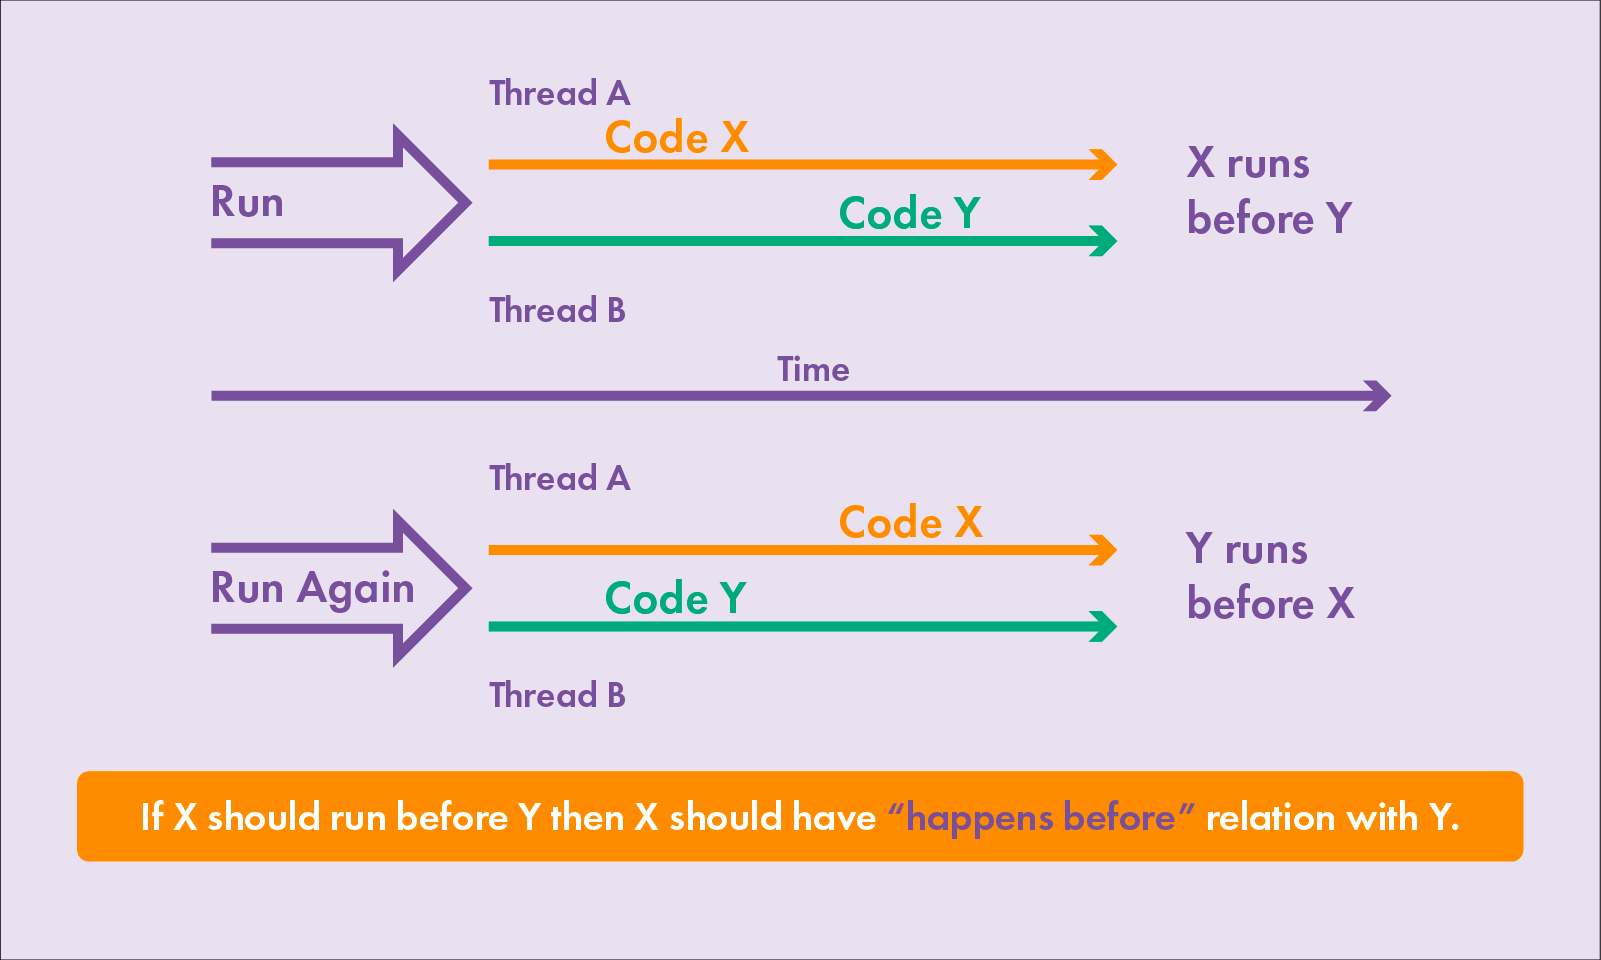 Thread A
Code X
Run
X runs
before Y
Code Y
Thread B
Time
Thread A
Code X
Run Again
Y runs
before X
Code Y
Thread B
If X should run before Y then X should have “happens before” relation with Y.